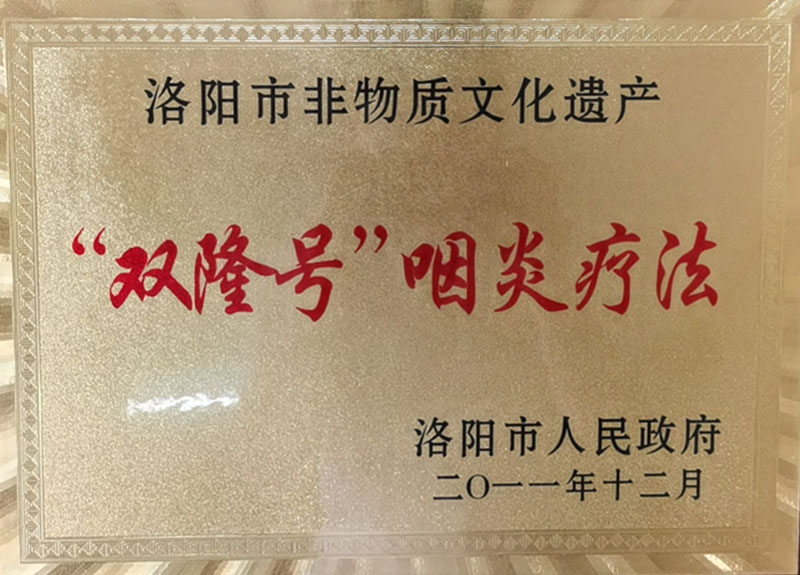 洛阳市非物质文化遗产
“双隆号”咽炎疗法
洛阳市人民政府
二〇一一年十二月